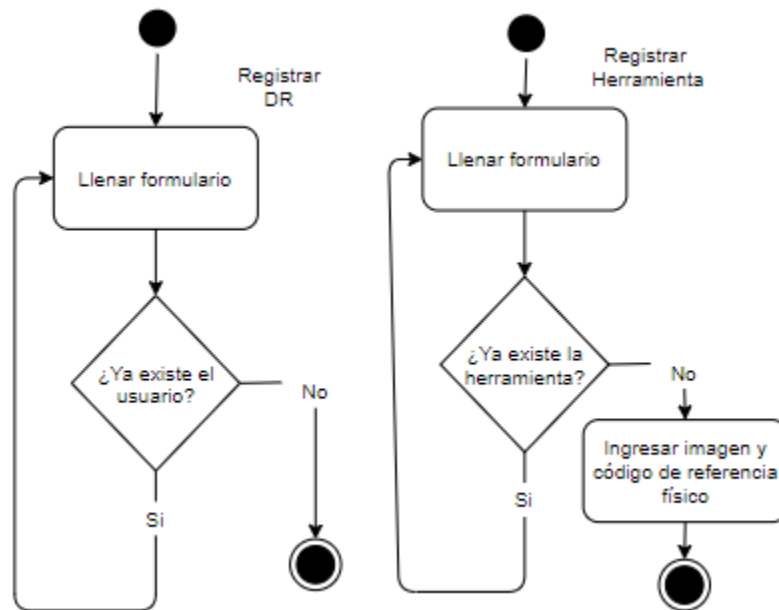 Registrar
DR
Llenar formulario
¿Ya existe el
usuario?
No
Si
Registrar
Herramienta
Llenar formulario
¿Ya existe la
herramienta?
No
Ingresar imagen y
código de referencia
físico
Si